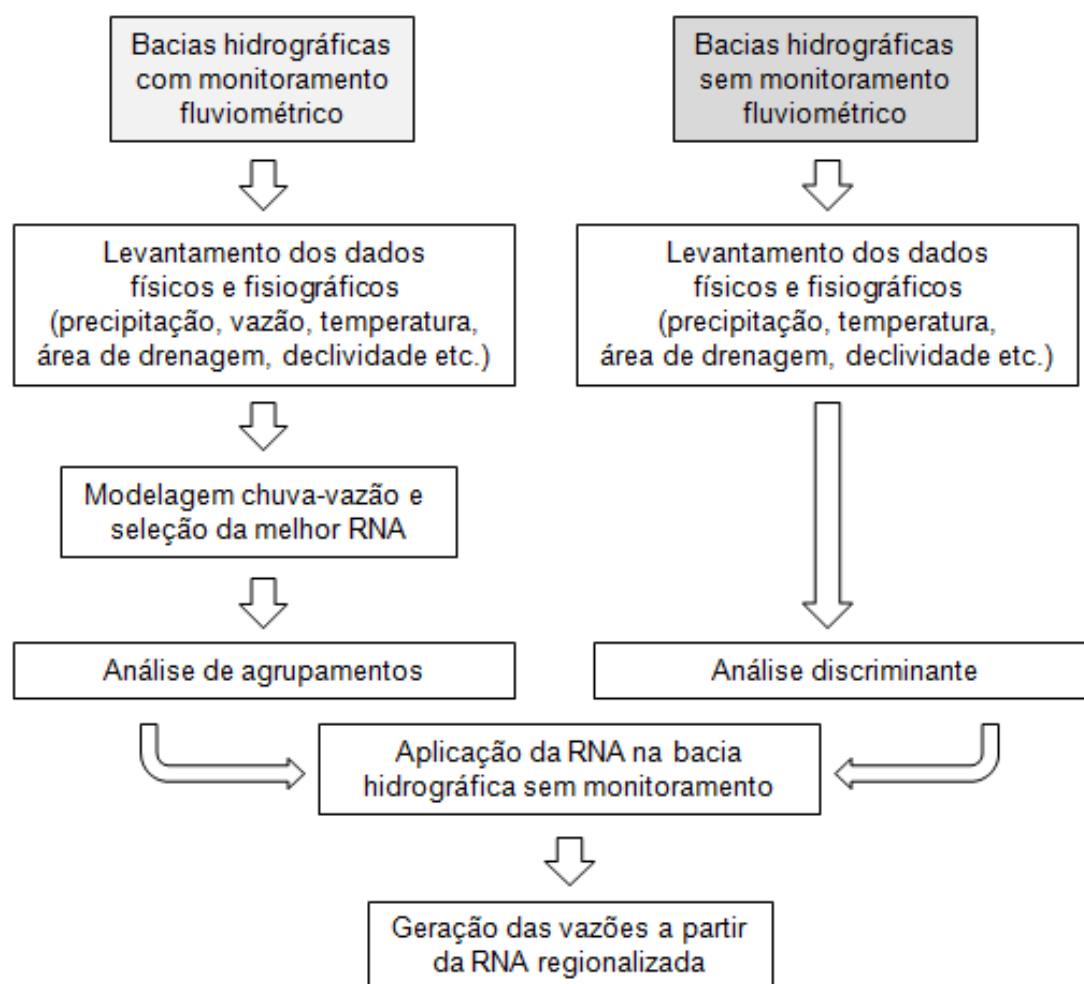 Bacias hidrográficas
com monitoramento
fluviométrico
Bacias hidrográficas
sem monitoramento
fluviométrico
Levantamento dos dados
físicos e fisiográficos
(precipitação, vazão, temperatura,
área de drenagem, declividade etc.)
Levantamento dos dados
físicos e fisiográficos
(precipitação, temperatura,
área de drenagem, declividade etc.)
Modelagem chuva-vazão e
seleção da melhor RNA
Análise de agrupamentos
Análise discriminante
Aplicação da RNA na bacia
hidrográfica sem monitoramento
Geração das vazões a partir
da RNA regionalizada